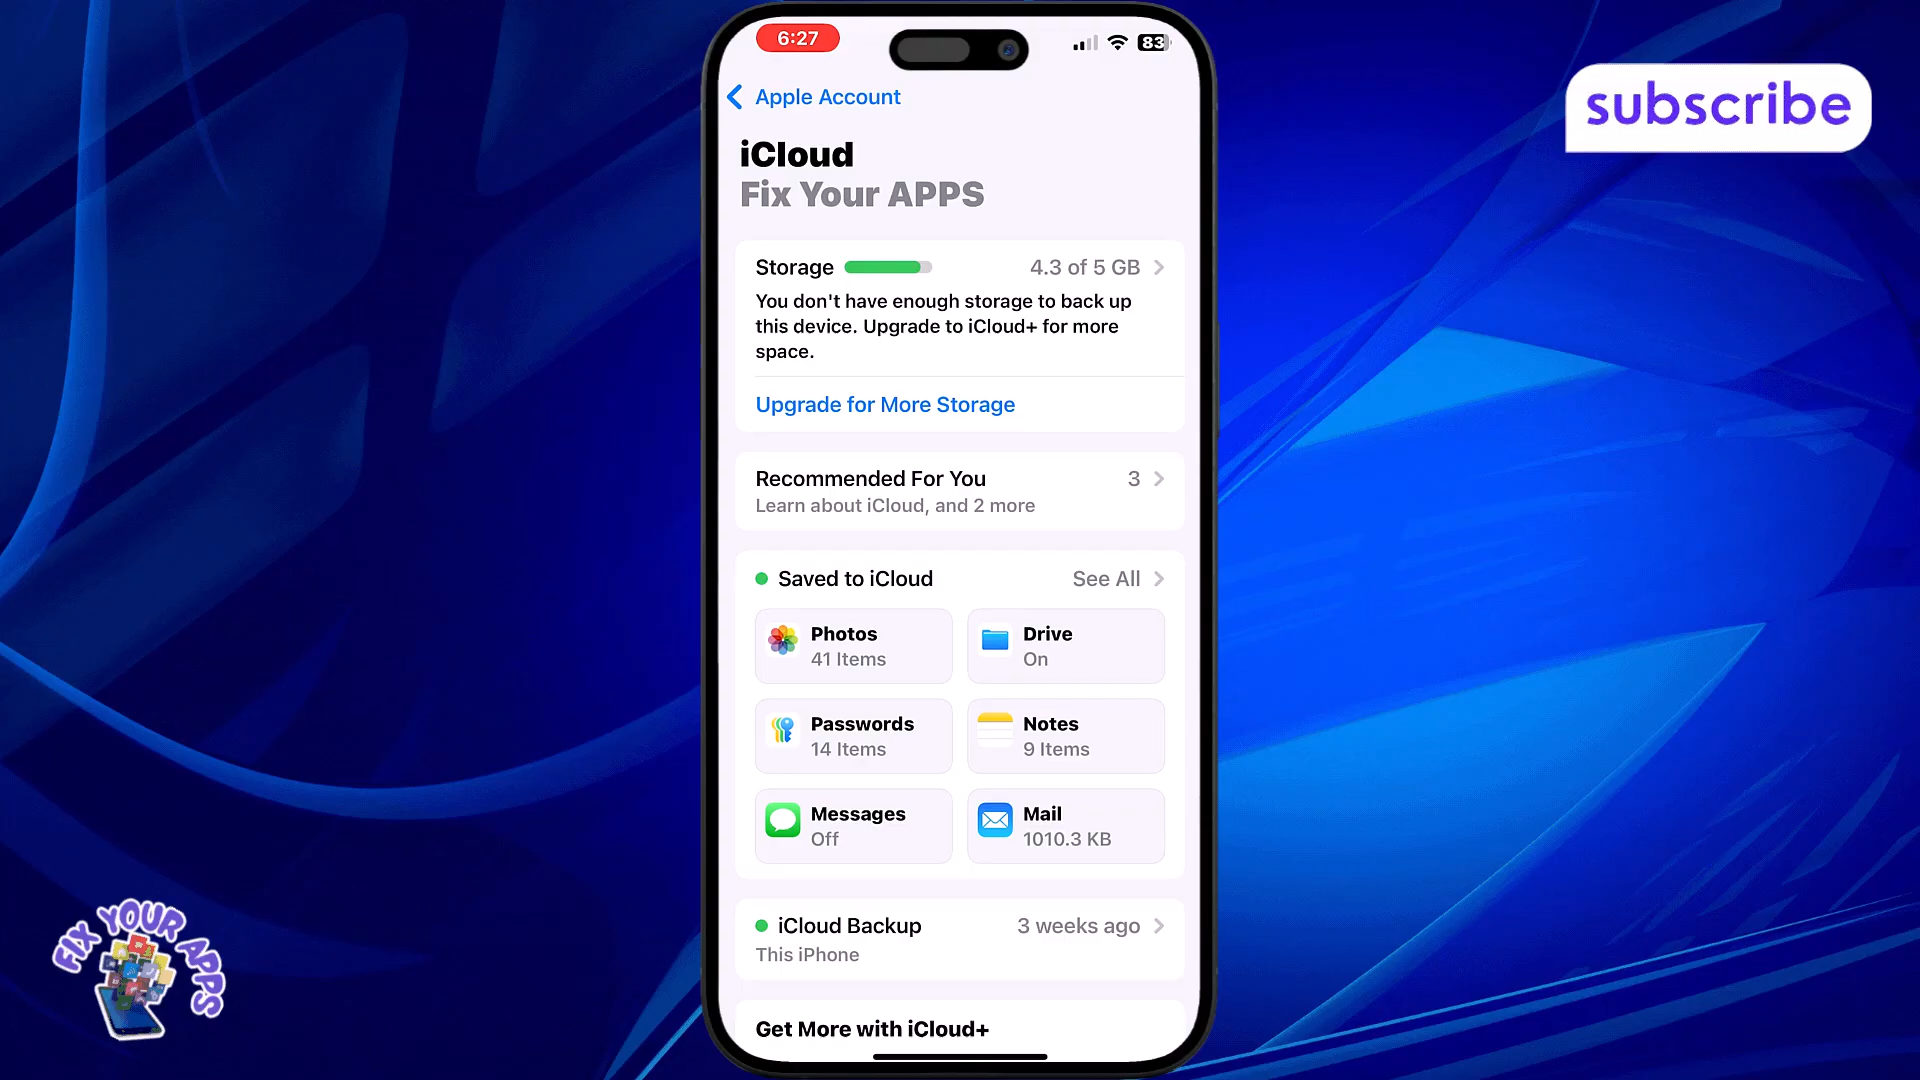 6:27
83
Apple Account
iCloud
Fix Your APPS
Storage
4.3 of 5 GB
You don't have enough storage to back up
this device. Upgrade to iCloud+ for more
space.
Upgrade for More Storage
Recommended For You
3
Learn about iCloud, and 2 more
Saved to iCloud
See All
Photos
41 Items
Drive
On
Passwords
14 Items
Notes
9 Items
Messages
Off
Mail
1010.3 KB
iCloud Backup
3 weeks ago
This iPhone
Get More with iCloud+
subscribe
FIX YOUR APPS